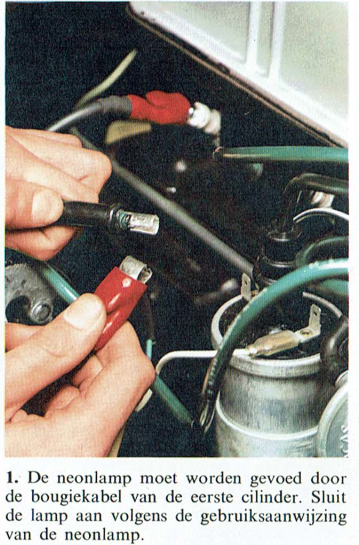 1. De neonlamp moet worden gevoed door
de bougiekabel van de eerste cilinder. Sluit
de lamp aan volgens de gebruiksaanwijzing
van de neonlamp.